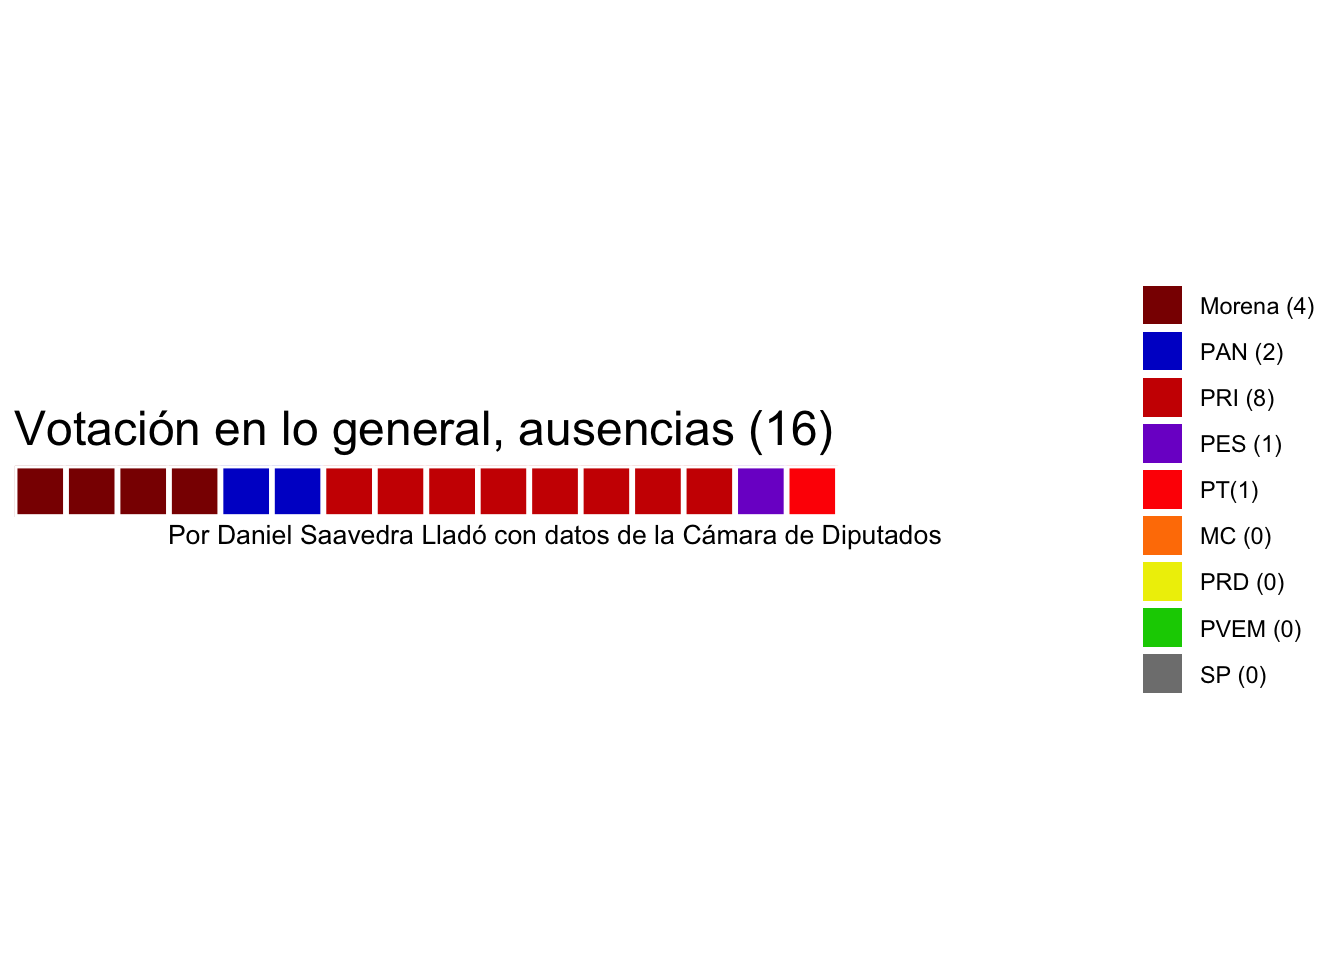 Votación en lo general, ausencias (16)
Por Daniel Saavedra Lladó con datos de la Cámara de Diputados
Morena (4)
PAN (2)
PRI (8)
PES (1)
PT(1)
MC (0)
PRD (0)
PVEM (0)
SP (0)